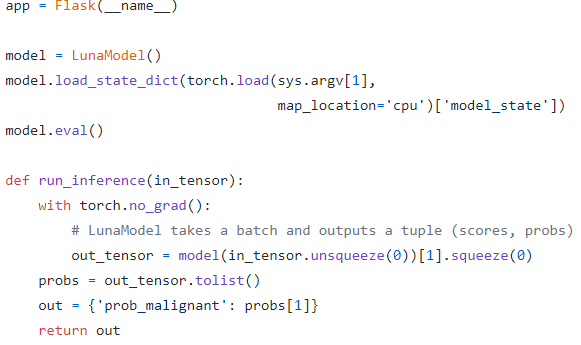 app = Flask(__name__)
model = LunaModel()
model.load_state_dict(torch.load(sys.argv[1],
                                 map_location='cpu')['model_state'])
model.eval()
def run_inference(in_tensor):
    with torch.no_grad():
        # LunaModel takes a batch and outputs a tuple (scores, probs)
        out_tensor = model(in_tensor.unsqueeze(0))[1].squeeze(0)
    probs = out_tensor.tolist()
    out = {'prob_malignant': probs[1]}
    return out